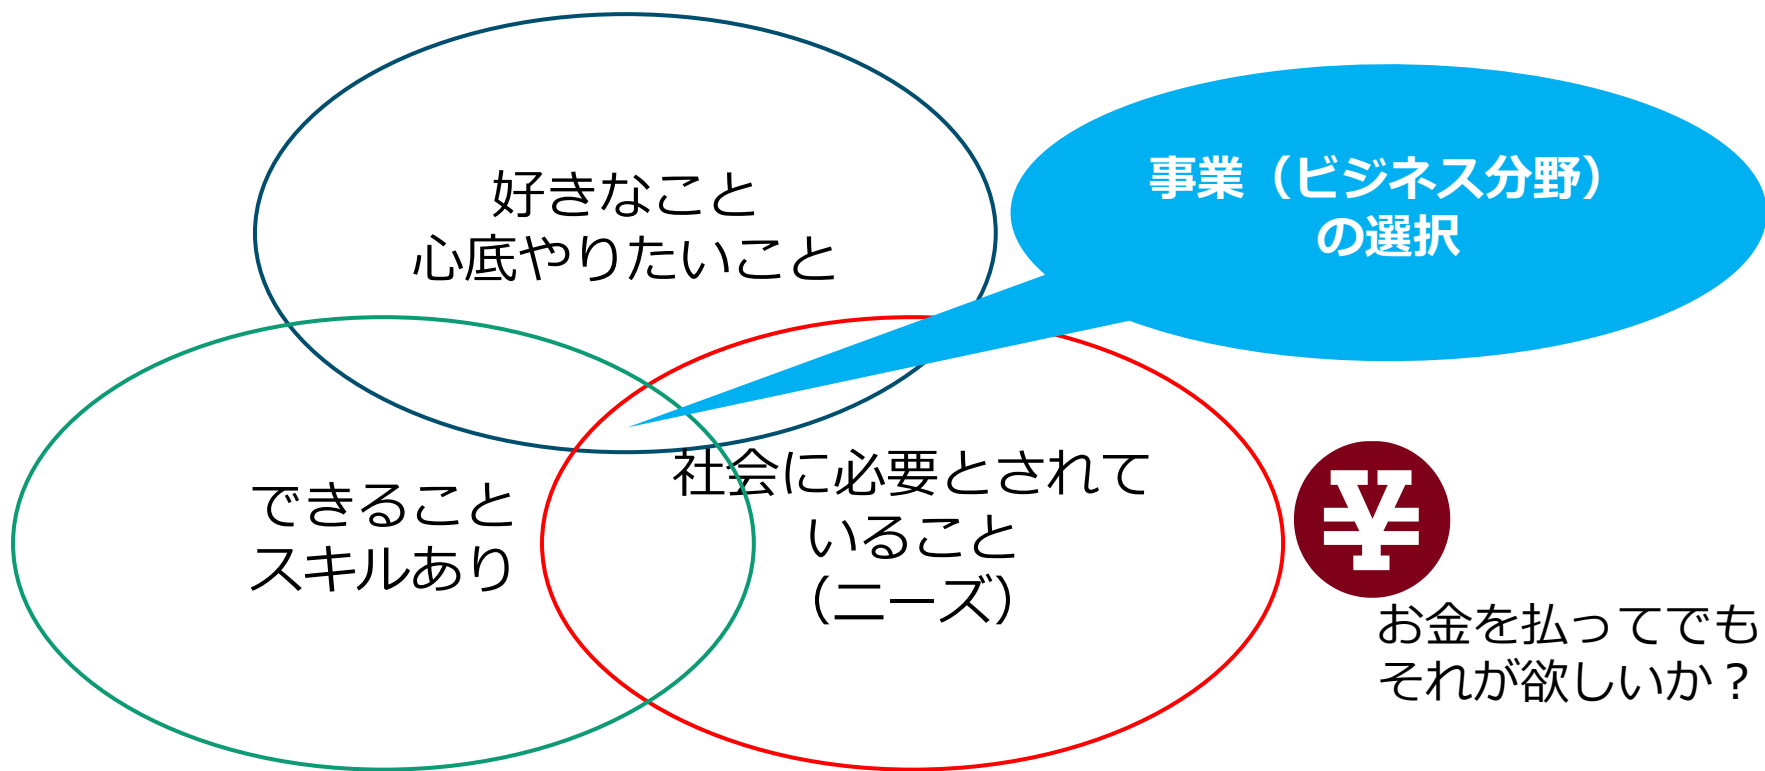 好きなこと
心底やりたいこと
事業（ビジネス分野）
の選択
できること
スキルあり
社会に必要とされて
いること
（ニーズ）
¥
お金を払ってでも
それが欲しいか？